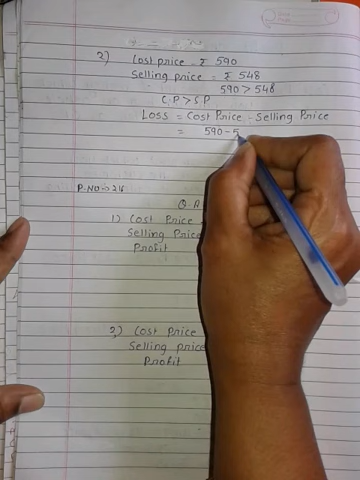 2) Cost price = ₹ 590
Selling price = ₹ 548
590 > 548
C.P > S.P
Loss = Cost Price - Selling Price
= 590-5
P.NO:- 216
Q.A
1) Cost Price
Selling Price
Profit
2) Cost Price
Selling price
Profit